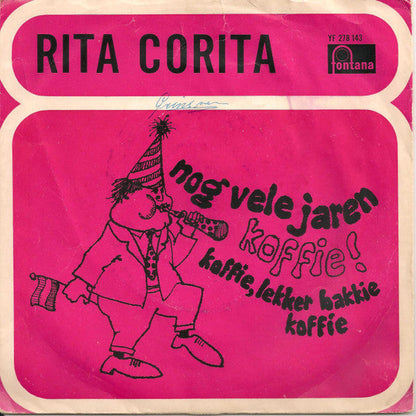 RITA CORITA
YF 278 143
fontana
nog vele jaren
koffie!
koffie, lekker bakkie
koffie